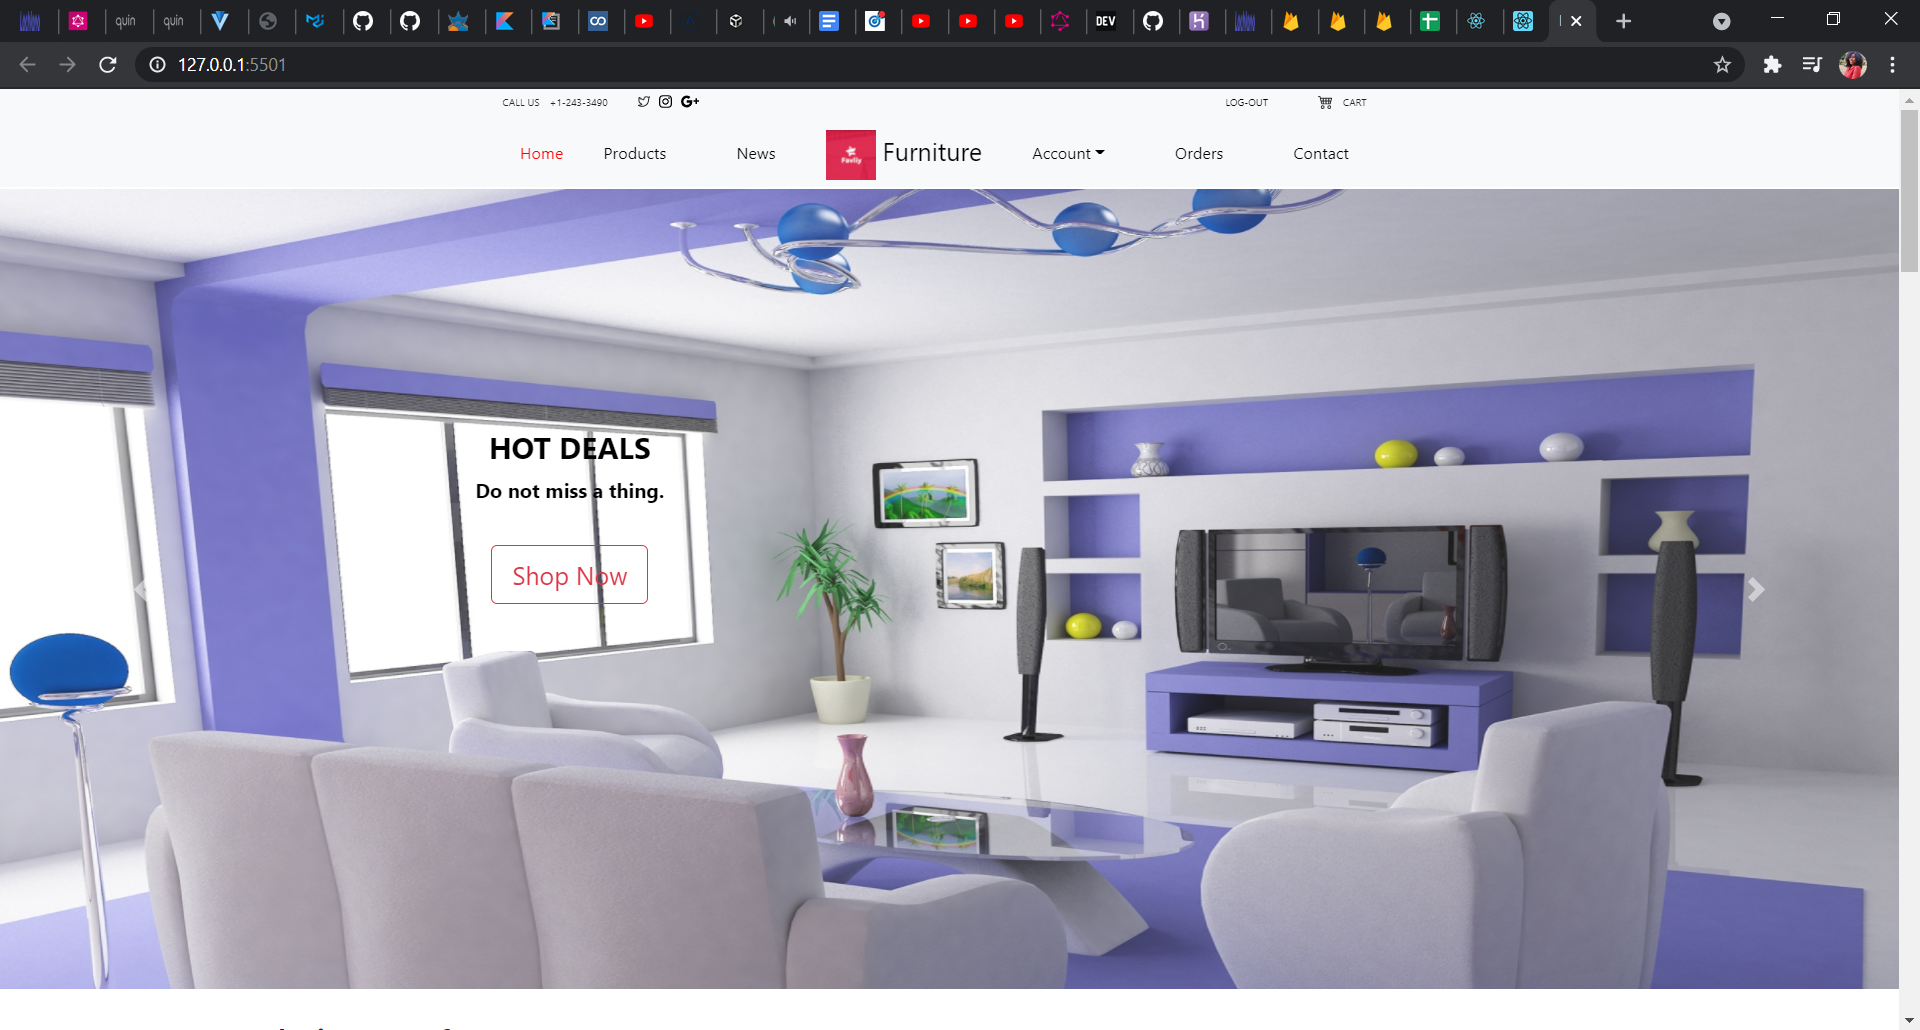 quin
quin
DEV
127.0.0.1:5501
CALL US +1-243-3490
LOG-OUT
CART
Home
Products
News
Favlly
Furniture
Account
Orders
Contact
HOT DEALS
Do not miss a thing.
Shop Now